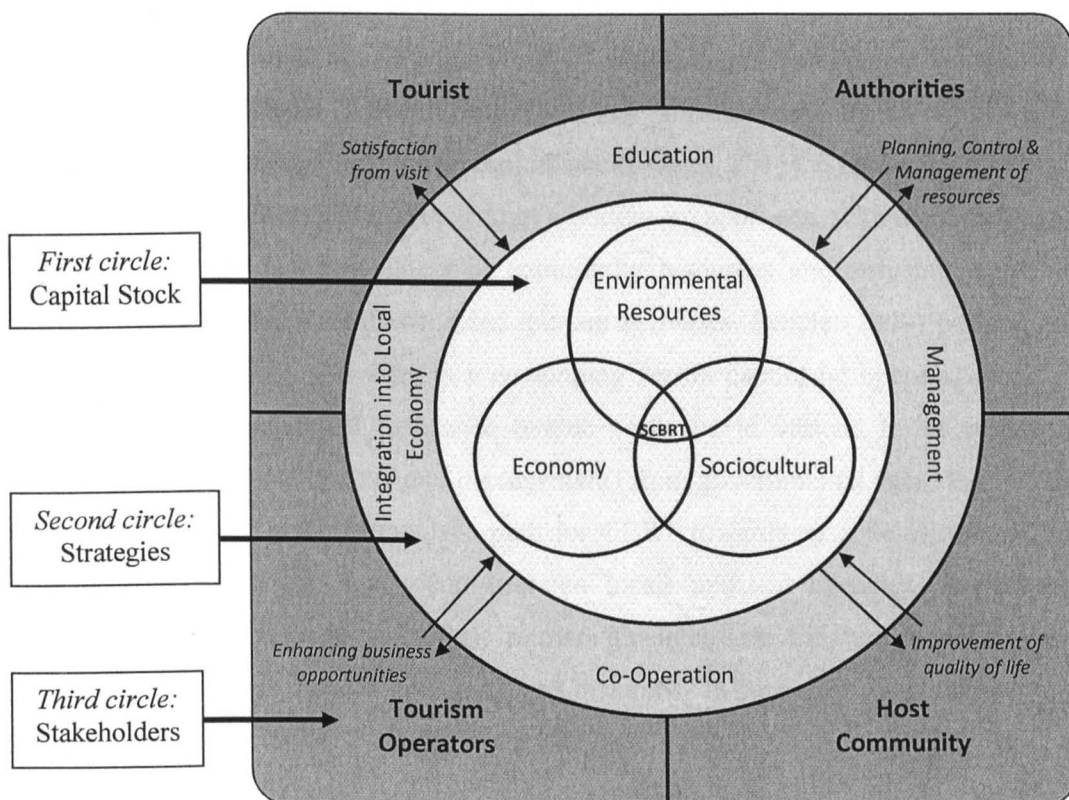 Tourist
Authorities
Education
Satisfaction
from visit
Planning, Control &
Management of
resources
First circle:
Capital Stock
Environmental
Resources
Integration into Local
Economy
Management
SCBRT
Economy
Sociocultural
Second circle:
Strategies
Enhancing business
opportunities
Improvement of
quality of life
Co-Operation
Third circle:
Stakeholders
Tourism
Operators
Host
Community